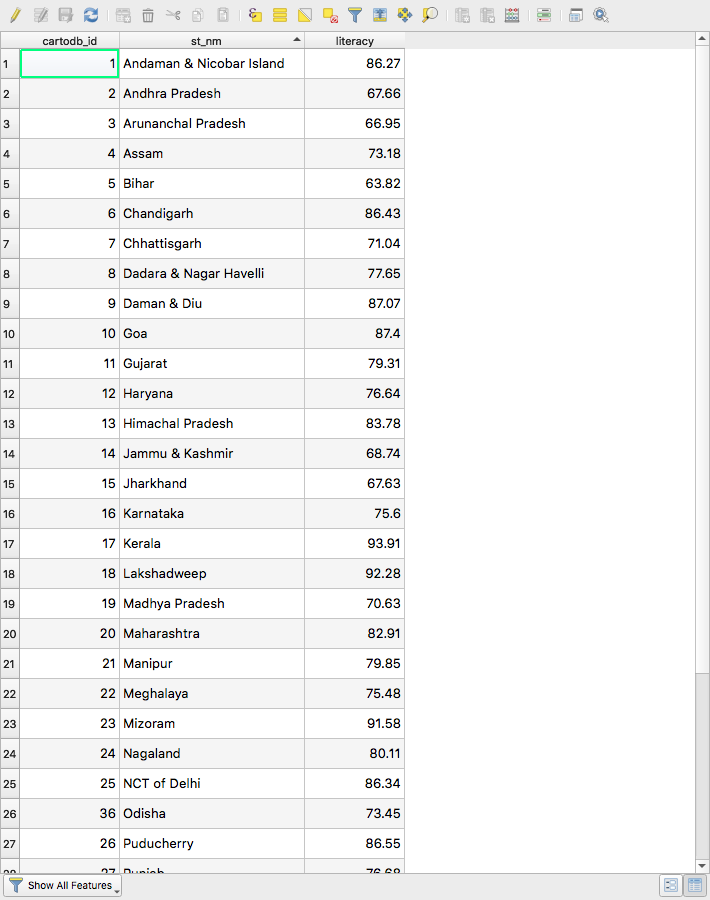 cartodb_id st_nm literacy
1 1 Andaman & Nicobar Island 86.27
2 2 Andhra Pradesh 67.66
3 3 Arunanchal Pradesh 66.95
4 4 Assam 73.18
5 5 Bihar 63.82
6 6 Chandigarh 86.43
7 7 Chhattisgarh 71.04
8 8 Dadara & Nagar Havelli 77.65
9 9 Daman & Diu 87.07
10 10 Goa 87.4
11 11 Gujarat 79.31
12 12 Haryana 76.64
13 13 Himachal Pradesh 83.78
14 14 Jammu & Kashmir 68.74
15 15 Jharkhand 67.63
16 16 Karnataka 75.6
17 17 Kerala 93.91
18 18 Lakshadweep 92.28
19 19 Madhya Pradesh 70.63
20 20 Maharashtra 82.91
21 21 Manipur 79.85
22 22 Meghalaya 75.48
23 23 Mizoram 91.58
24 24 Nagaland 80.11
25 25 NCT of Delhi 86.34
26 36 Odisha 73.45
27 26 Puducherry 86.55
28 27 Punjab 76.68
Show All Features